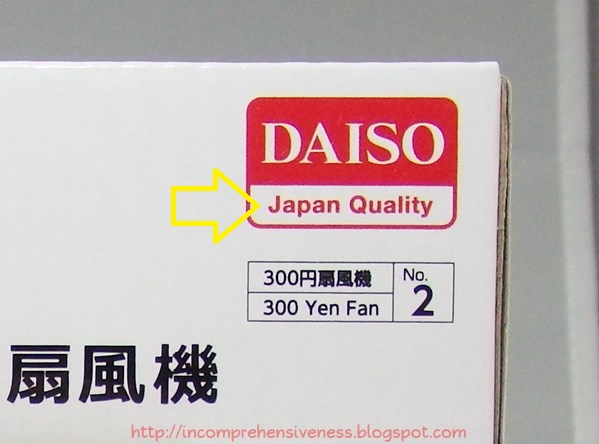 DAISO
Japan Quality
300円扇風機
300 Yen Fan
No.
2
扇風機
http://incomprehensiveness.blogspot.com